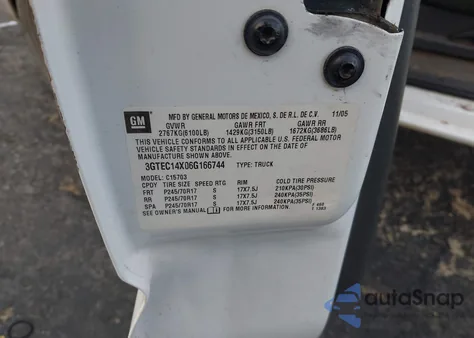 GM
MFD BY GENERAL MOTORS DE MEXICO, S. DE R.L. DE C.V. 11/05
GVWR GAWR FRT GAWR RR
2767KG(6100LB) 1429KG(3150LB) 1672KG(3686LB)
THIS VEHICLE CONFORMS TO ALL APPLICABLE U.S. FEDERAL MOTOR
VEHICLE SAFETY STANDARDS IN EFFECT ON THE DATE OF
MANUFACTURE SHOWN ABOVE.
3GTEC14X06G166744 TYPE: TRUCK
MODEL: C15703
CPDY TIRE SIZE SPEED RTG RIM COLD TIRE PRESSURE
FRT P245/70R17 S 17X7.5J 210KPA(30PSI)
RR P245/70R17 S 17X7.5J 240KPA(35PSI)
SPA P245/70R17 S 17X7.5J 240KPA(35PSI)
SEE OWNER'S MANUAL FOR MORE INFORMATION.
autoSnap